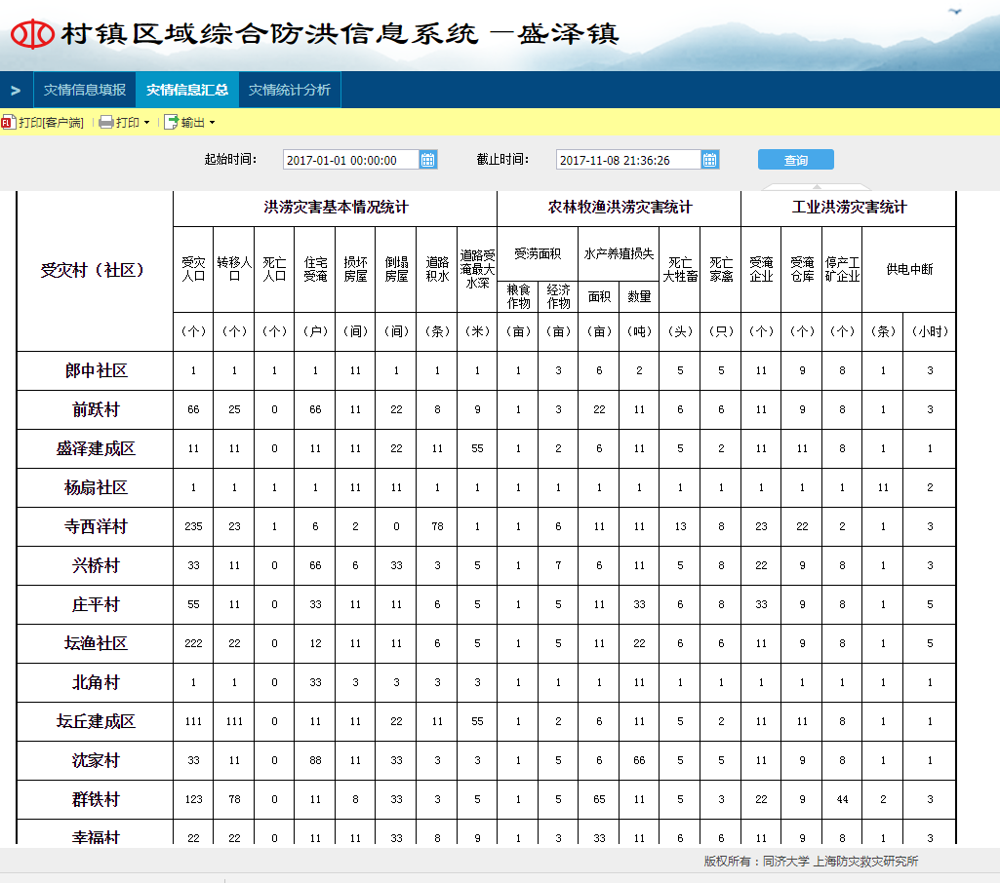 村镇区域综合防洪信息系统 —盛泽镇
> 灾情信息填报 灾情信息汇总 灾情统计分析
打印[客户端] 打印 输出
起始时间： 2017-01-01 00:00:00 截止时间： 2017-11-08 21:36:26 查询
受灾村（社区） 洪涝灾害基本情况统计 农林牧渔洪涝灾害统计 工业洪涝灾害统计
受灾人口 转移人口 死亡人口 住宅受淹 损坏房屋 倒塌房屋 道路积水 道路受淹最大水深 受涝面积 水产养殖损失 死亡大牲畜 死亡家禽 受淹企业 受淹仓库 停产工矿企业 供电中断
粮食作物 经济作物 面积 数量
（个） （个） （个） （户） （间） （间） （条） （米） （亩） （亩） （亩） （吨） （头） （只） （个） （个） （个） （条） （小时）
郎中社区 1 1 1 1 11 1 1 1 1 3 6 2 5 5 11 9 8 1 3
前跃村 66 25 0 66 11 22 8 9 1 3 22 11 6 6 11 9 8 1 3
盛泽建成区 11 11 0 11 11 22 11 55 1 2 6 11 5 2 11 11 8 1 1
杨扇社区 1 1 1 1 11 11 1 1 1 1 1 1 1 1 1 1 1 11 2
寺西洋村 235 23 1 6 2 0 78 1 1 6 11 11 13 8 23 22 2 1 3
兴桥村 33 11 0 66 6 33 3 5 1 7 6 11 5 8 22 9 8 1 3
庄平村 55 11 0 33 11 11 6 5 1 5 11 33 6 8 33 9 8 1 5
坛渔社区 222 22 0 12 11 11 6 5 1 5 11 22 6 6 11 9 8 1 5
北角村 1 1 0 33 3 3 3 3 1 1 1 11 1 1 1 1 1 1 1
坛丘建成区 111 111 0 11 11 22 11 55 1 2 6 11 5 2 11 11 8 1 1
沈家村 33 11 0 88 11 33 3 3 1 5 6 66 5 5 11 9 8 1 1
群铁村 123 78 0 11 8 33 3 5 1 5 65 11 5 3 22 9 44 2 3
幸福村 22 22 0 11 11 33 8 9 1 3 33 11 6 6 11 9 8 1 3
版权所有：同济大学 上海防灾救灾研究所